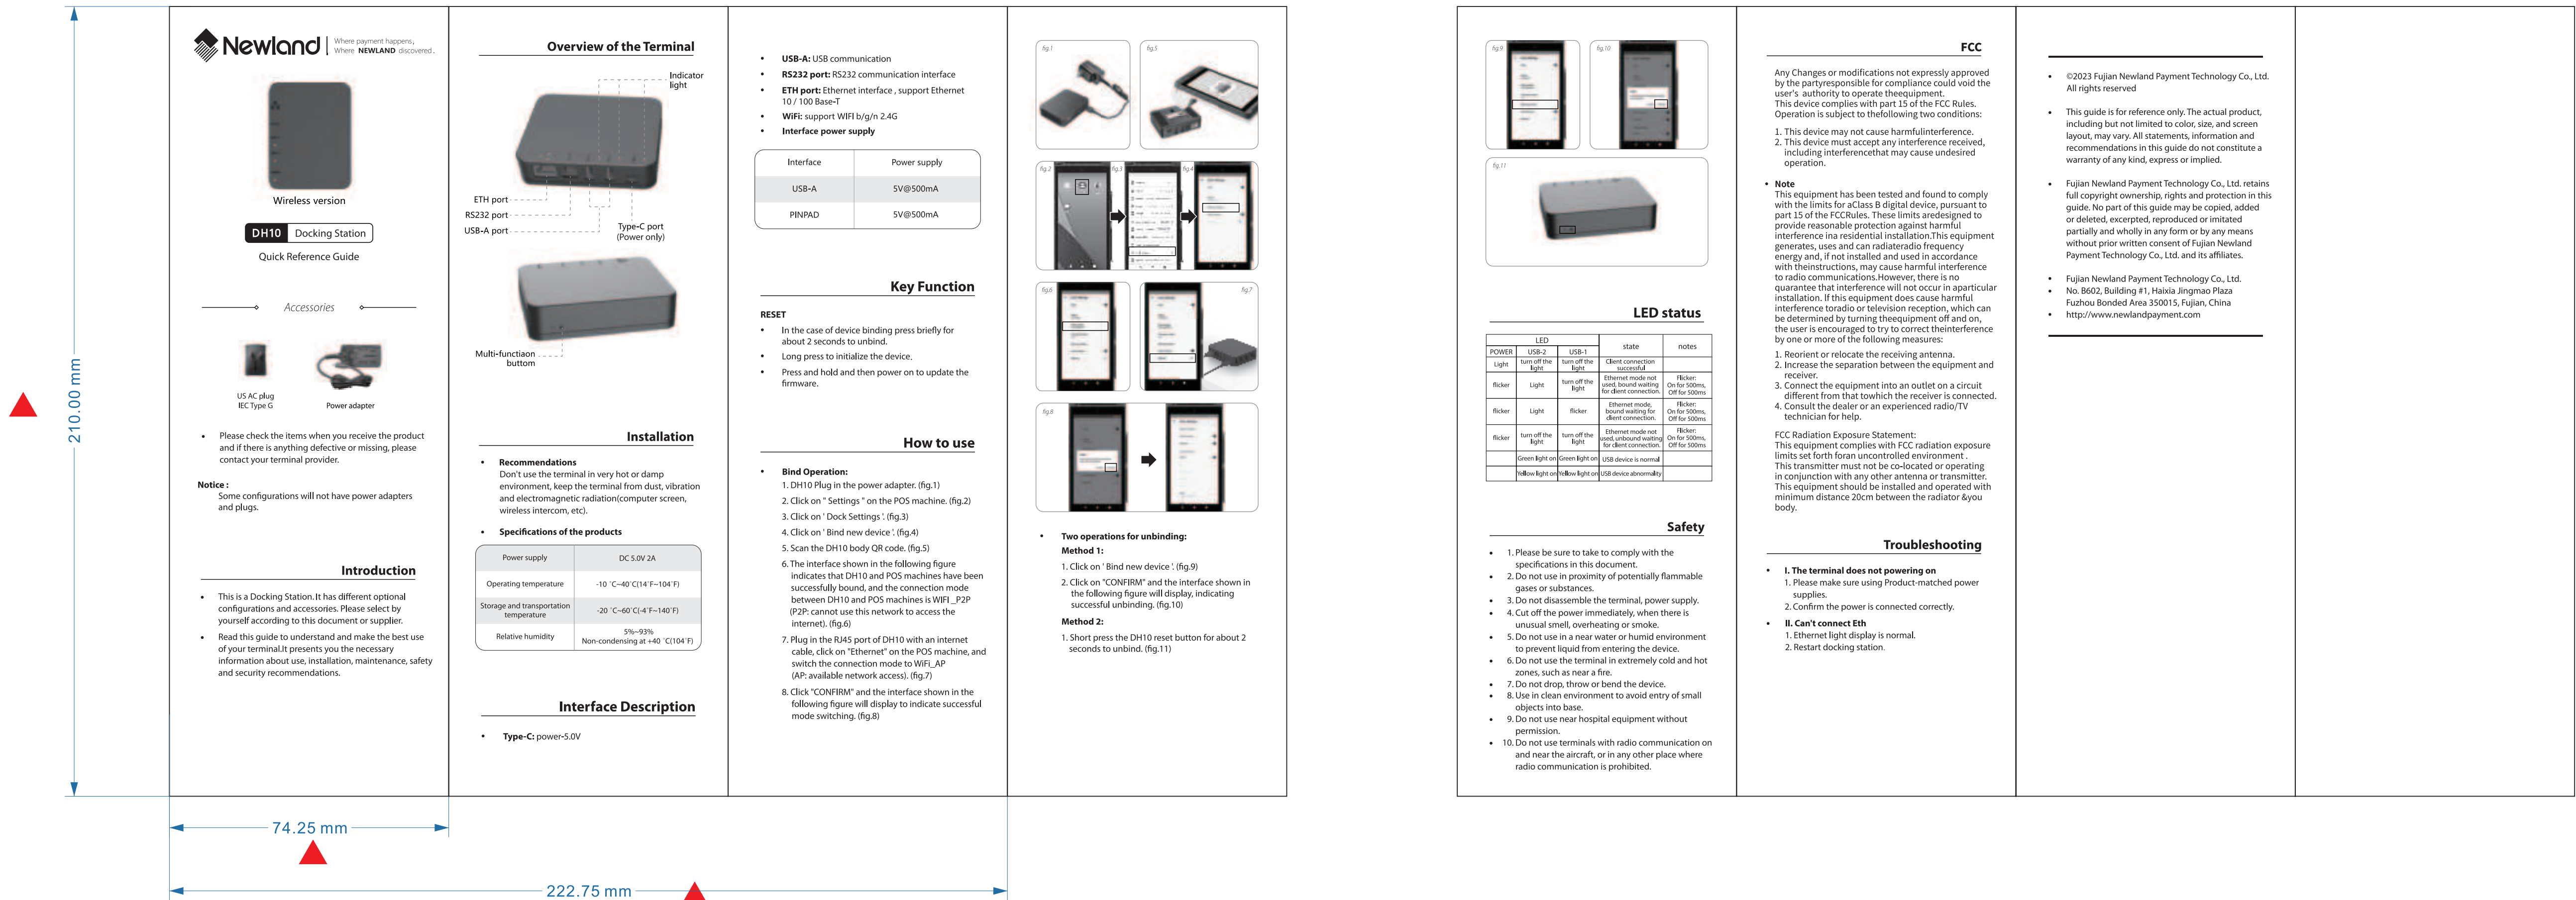 Newland
Where payment happens,
Where NEWLAND discovered.
Wireless version
DH10 Docking Station
Quick Reference Guide
Accessories
US AC plug
IEC Type G
Power adapter
• Please check the items when you receive the product
and if there is anything defective or missing, please
contact your terminal provider.
Notice :
Some configurations will not have power adapters
and plugs.
Introduction
• This is a Docking Station.It has different optional
configurations and accessories. Please select by
yourself according to this document or supplier.
• Read this guide to understand and make the best use
of your terminal.It presents you the necessary
information about use, installation, maintenance, safety
and security recommendations.
Overview of the Terminal
Indicator
light
ETH port
RS232 port
USB-A port
Type-C port
(Power only)
Multi-functiaon
buttom
Installation
• Recommendations
Don't use the terminal in very hot or damp
environment, keep the terminal from dust, vibration
and electromagnetic radiation(computer screen,
wireless intercom, etc).
• Specifications of the products
Power supply DC 5.0V 2A
Operating temperature -10 ˚C~40˚C(14˚F~104˚F)
Storage and transportation
temperature -20 ˚C~60˚C(-4˚F~140˚F)
Relative humidity 5%~93%
Non-condensing at +40 ˚C(104˚F)
Interface Description
• Type-C: power-5.0V
• USB-A: USB communication
• RS232 port: RS232 communication interface
• ETH port: Ethernet interface , support Ethernet
10 / 100 Base-T
• WiFi: support WIFI b/g/n 2.4G
• Interface power supply
Interface Power supply
USB-A 5V@500mA
PINPAD 5V@500mA
Key Function
RESET
• In the case of device binding press briefly for
about 2 seconds to unbind.
• Long press to initialize the device.
• Press and hold and then power on to update the
firmware.
How to use
• Bind Operation:
1. DH10 Plug in the power adapter. (fig.1)
2. Click on " Settings " on the POS machine. (fig.2)
3. Click on ' Dock Settings '. (fig.3)
4. Click on ' Bind new device '. (fig.4)
5. Scan the DH10 body QR code. (fig.5)
6. The interface shown in the following figure
indicates that DH10 and POS machines have been
successfully bound, and the connection mode
between DH10 and POS machines is WIFI _P2P
(P2P: cannot use this network to access the
internet). (fig.6)
7. Plug in the RJ45 port of DH10 with an internet
cable, click on "Ethernet" on the POS machine, and
switch the connection mode to WiFi_AP
(AP: available network access). (fig.7)
8. Click "CONFIRM" and the interface shown in the
following figure will display to indicate successful
mode switching. (fig.8)
fig.1
fig.5
fig.2
fig.3
fig.4
fig.6
fig.7
fig.8
• Two operations for unbinding:
Method 1:
1. Click on ' Bind new device '. (fig.9)
2. Click on "CONFIRM" and the interface shown in
the following figure will display, indicating
successful unbinding. (fig.10)
Method 2:
1. Short press the DH10 reset button for about 2
seconds to unbind. (fig.11)
210.00 mm
74.25 mm
222.75 mm
fig.9
fig.10
fig.11
LED status
LED state notes
POWER USB-2 USB-1
Light turn off the light turn off the light Client connection successful
flicker Light turn off the light Ethernet mode not used, bound waiting for client connection. Flicker: On for 500ms, Off for 500ms
flicker Light flicker Ethernet mode, bound waiting for client connection. Flicker: On for 500ms, Off for 500ms
flicker turn off the light turn off the light Ethernet mode not used, unbound waiting for client connection. Flicker: On for 500ms, Off for 500ms
Green light on Green light on USB device is normal
Yellow light on Yellow light on USB device abnormality
Safety
• 1. Please be sure to take to comply with the
specifications in this document.
• 2. Do not use in proximity of potentially flammable
gases or substances.
• 3. Do not disassemble the terminal, power supply.
• 4. Cut off the power immediately, when there is
unusual smell, overheating or smoke.
• 5. Do not use in a near water or humid environment
to prevent liquid from entering the device.
• 6. Do not use the terminal in extremely cold and hot
zones, such as near a fire.
• 7. Do not drop, throw or bend the device.
• 8. Use in clean environment to avoid entry of small
objects into base.
• 9. Do not use near hospital equipment without
permission.
• 10. Do not use terminals with radio communication on
and near the aircraft, or in any other place where
radio communication is prohibited.
FCC
Any Changes or modifications not expressly approved
by the partyresponsible for compliance could void the
user's authority to operate theequipment.
This device complies with part 15 of the FCC Rules.
Operation is subject to thefollowing two conditions:
1. This device may not cause harmfulinterference.
2. This device must accept any interference received,
including interferencethat may cause undesired
operation.
• Note
This equipment has been tested and found to comply
with the limits for aClass B digital device, pursuant to
part 15 of the FCCRules. These limits aredesigned to
provide reasonable protection against harmful
interference ina residential installation.This equipment
generates, uses and can radiateradio frequency
energy and, if not installed and used in accordance
with theinstructions, may cause harmful interference
to radio communications.However, there is no
quarantee that interference will not occur in aparticular
installation. If this equipment does cause harmful
interference toradio or television reception, which can
be determined by turning theequipment off and on,
the user is encouraged to try to correct theinterference
by one or more of the following measures:
1. Reorient or relocate the receiving antenna.
2. Increase the separation between the equipment and
receiver.
3. Connect the equipment into an outlet on a circuit
different from that towhich the receiver is connected.
4. Consult the dealer or an experienced radio/TV
technician for help.
FCC Radiation Exposure Statement:
This equipment complies with FCC radiation exposure
limits set forth foran uncontrolled environment .
This transmitter must not be co-located or operating
in conjunction with any other antenna or transmitter.
This equipment should be installed and operated with
minimum distance 20cm between the radiator &you
body.
Troubleshooting
• I. The terminal does not powering on
1. Please make sure using Product-matched power
supplies.
2. Confirm the power is connected correctly.
• II. Can't connect Eth
1. Ethernet light display is normal.
2. Restart docking station.
• ©2023 Fujian Newland Payment Technology Co., Ltd.
All rights reserved
• This guide is for reference only. The actual product,
including but not limited to color, size, and screen
layout, may vary. All statements, information and
recommendations in this guide do not constitute a
warranty of any kind, express or implied.
• Fujian Newland Payment Technology Co., Ltd. retains
full copyright ownership, rights and protection in this
guide. No part of this guide may be copied, added
or deleted, excerpted, reproduced or imitated
partially and wholly in any form or by any means
without prior written consent of Fujian Newland
Payment Technology Co., Ltd. and its affiliates.
• Fujian Newland Payment Technology Co., Ltd.
• No. B602, Building #1, Haixia Jingmao Plaza
Fuzhou Bonded Area 350015, Fujian, China
• http://www.newlandpayment.com